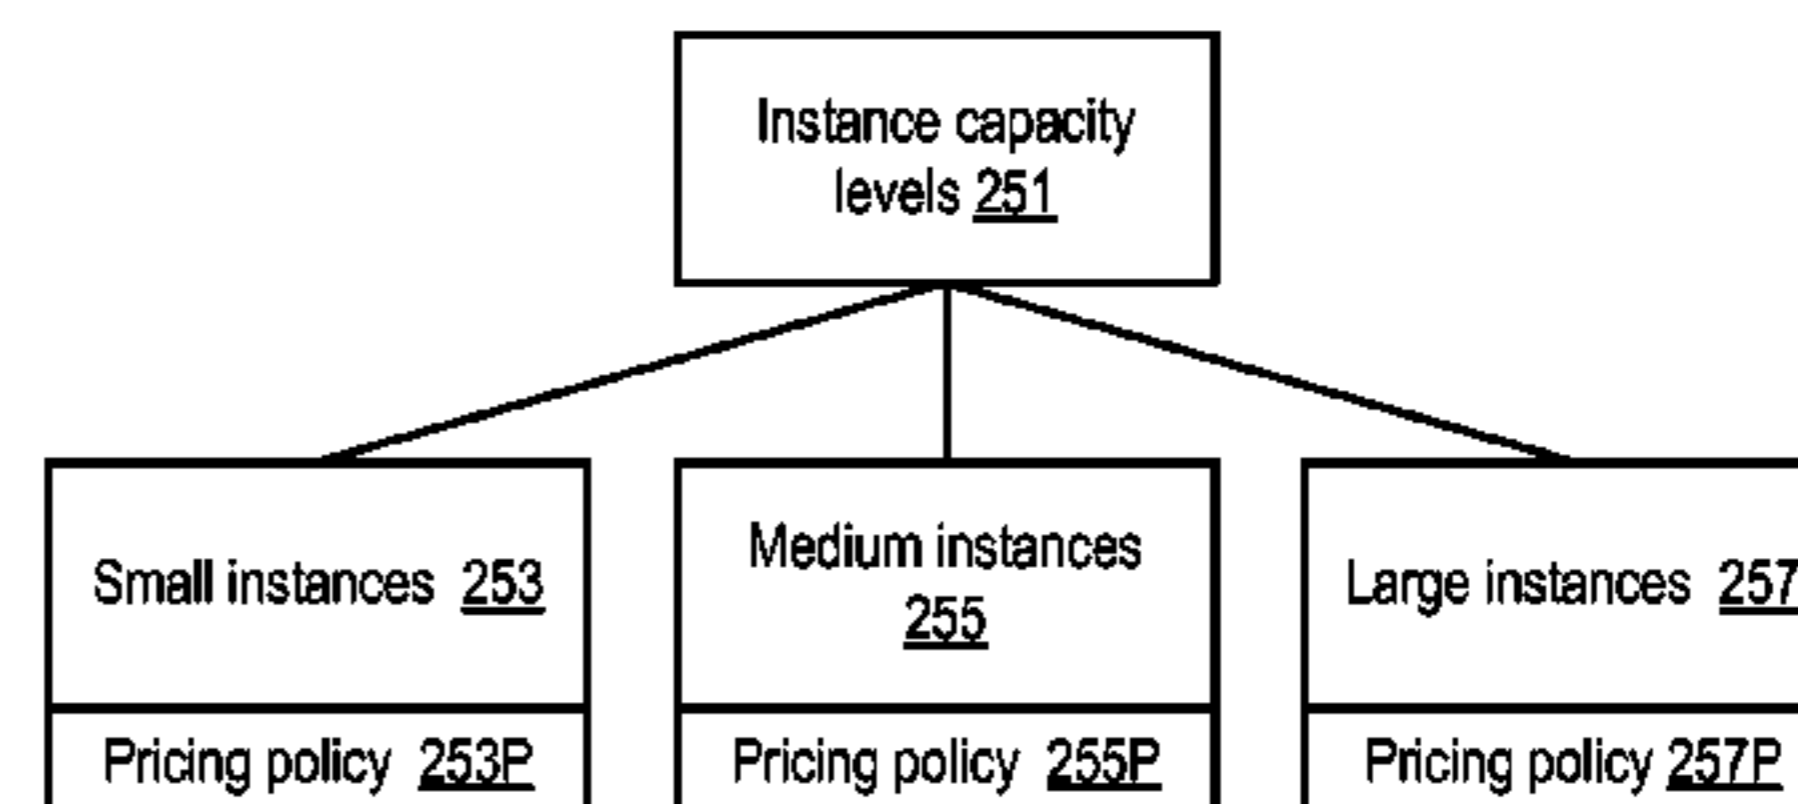 Instance capacity
levels 251
Small instances 253
Medium instances
255
Large instances 257
Pricing policy 253P
Pricing policy 255P
Pricing policy 257P